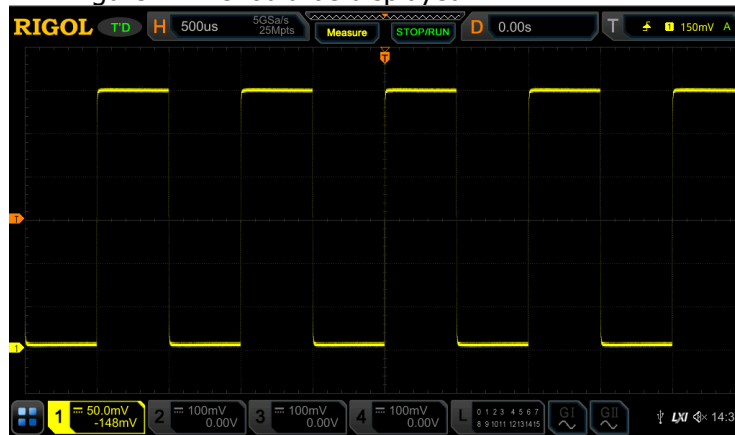 RIGOL T'D H 500us 5GSa/s 25Mpts Measure STOP/RUN D 0.00s T 1 150mV A
T
T
1
1 50.0mV -148mV 2 100mV 0.00V 3 100mV 0.00V 4 100mV 0.00V L 0 1 2 3 4 5 6 7 8 9 10 11 12 13 14 15 GI GII LXI 14:3